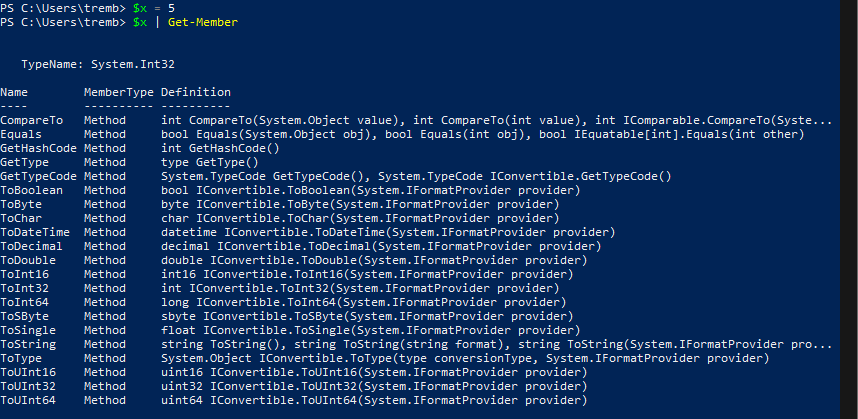 PS C:\Users\tremb> $x = 5
PS C:\Users\tremb> $x | Get-Member
TypeName: System.Int32
Name MemberType Definition
---- ---------- ----------
CompareTo Method int CompareTo(System.Object value), int CompareTo(int value), int IComparable.CompareTo(Syste...
Equals Method bool Equals(System.Object obj), bool Equals(int obj), bool IEquatable[int].Equals(int other)
GetHashCode Method int GetHashCode()
GetType Method type GetType()
GetTypeCode Method System.TypeCode GetTypeCode(), System.TypeCode IConvertible.GetTypeCode()
ToBoolean Method bool IConvertible.ToBoolean(System.IFormatProvider provider)
ToByte Method byte IConvertible.ToByte(System.IFormatProvider provider)
ToChar Method char IConvertible.ToChar(System.IFormatProvider provider)
ToDateTime Method datetime IConvertible.ToDateTime(System.IFormatProvider provider)
ToDecimal Method decimal IConvertible.ToDecimal(System.IFormatProvider provider)
ToDouble Method double IConvertible.ToDouble(System.IFormatProvider provider)
ToInt16 Method int16 IConvertible.ToInt16(System.IFormatProvider provider)
ToInt32 Method int IConvertible.ToInt32(System.IFormatProvider provider)
ToInt64 Method long IConvertible.ToInt64(System.IFormatProvider provider)
ToSByte Method sbyte IConvertible.ToSByte(System.IFormatProvider provider)
ToSingle Method float IConvertible.ToSingle(System.IFormatProvider provider)
ToString Method string ToString(), string ToString(string format), string ToString(System.IFormatProvider pro...
ToType Method System.Object IConvertible.ToType(type conversionType, System.IFormatProvider provider)
ToUInt16 Method uint16 IConvertible.ToUInt16(System.IFormatProvider provider)
ToUInt32 Method uint32 IConvertible.ToUInt32(System.IFormatProvider provider)
ToUInt64 Method uint64 IConvertible.ToUInt64(System.IFormatProvider provider)